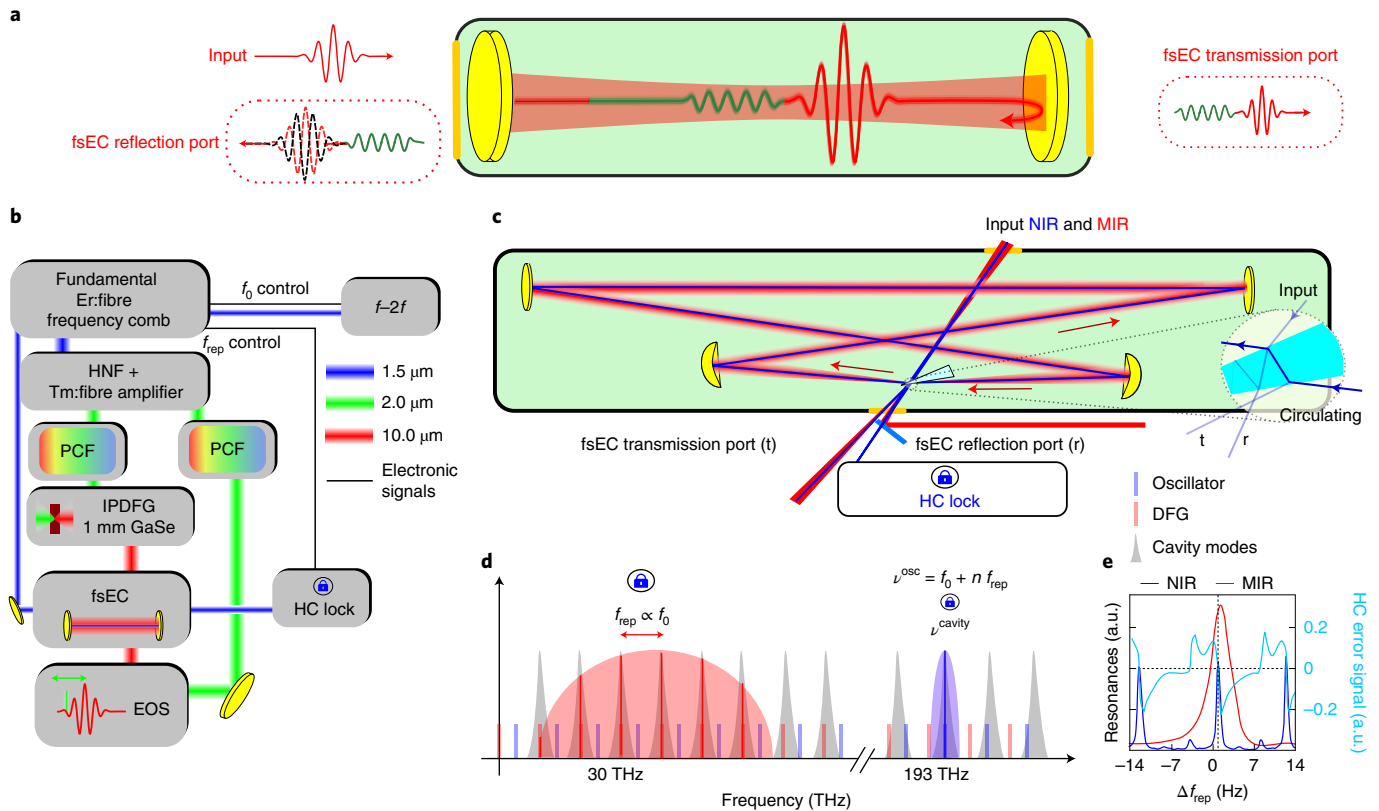 a
Input
fsEC reflection port
fsEC transmission port
b
Fundamental
Er:fibre
frequency comb
f0 control
f–2f
frep control
HNF +
Tm:fibre amplifier
1.5 μm
2.0 μm
10.0 μm
Electronic
signals
PCF
PCF
IPDFG
1 mm GaSe
fsEC
HC lock
EOS
c
Input NIR and MIR
Input
Circulating
t
r
fsEC transmission port (t)
fsEC reflection port (r)
HC lock
Oscillator
DFG
Cavity modes
d
frep ∝ f0
νosc = f0 + n frep
νcavity
30 THz
193 THz
Frequency (THz)
e
NIR
MIR
Resonances (a.u.)
HC error
signal (a.u.)
0.2
0
−0.2
−14
−7
0
7
14
Δfrep (Hz)